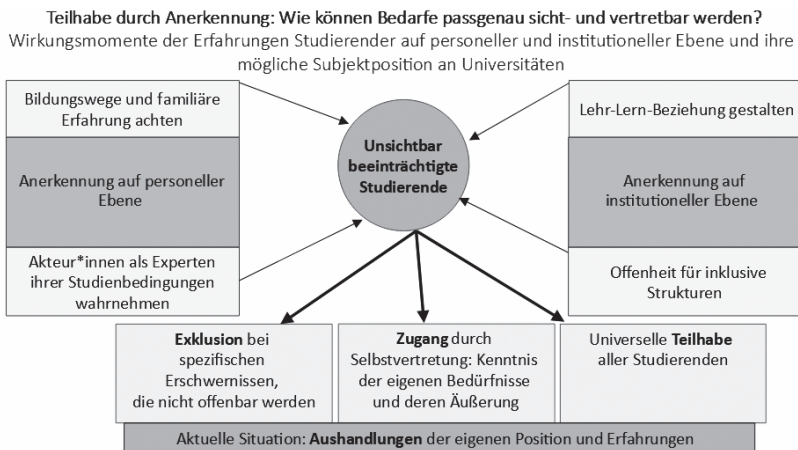 Teilhabe durch Anerkennung: Wie können Bedarfe passgenau sicht- und vertretbar werden?
Wirkungsmomente der Erfahrungen Studierender auf personeller und institutioneller Ebene und ihre
mögliche Subjektposition an Universitäten
Bildungswege und familiäre
Erfahrung achten
Anerkennung auf personeller
Ebene
Akteur*innen als Experten
ihrer Studienbedingungen
wahrnehmen
Unsichtbar
beeinträchtigte
Studierende
Lehr-Lern-Beziehung gestalten
Anerkennung auf
institutioneller Ebene
Offenheit für inklusive
Strukturen
Exklusion bei
spezifischen
Erschwernissen,
die nicht offenbar werden
Zugang durch
Selbstvertretung: Kenntnis
der eigenen Bedürfnisse
und deren Äußerung
Universelle Teilhabe
aller Studierenden
Aktuelle Situation: Aushandlungen der eigenen Position und Erfahrungen